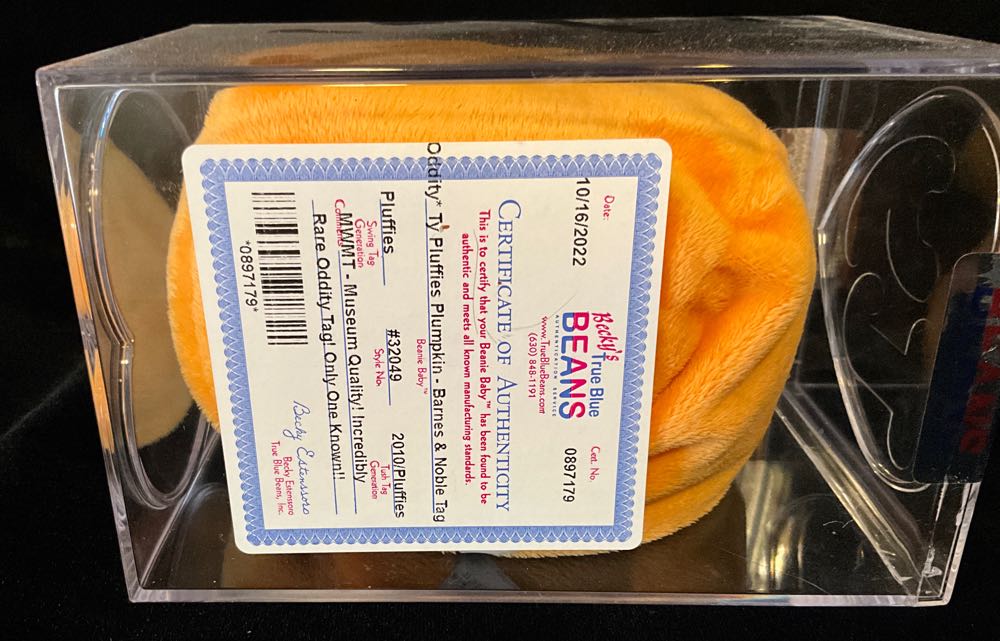 Date:
10/16/2022
Becky's
True Blue
BEANS
AUTHENTICATION SERVICE
www.TrueBlueBeans.com
(630) 848-1191
Cert. No.
0897179
CERTIFICATE OF AUTHENTICITY
This is to certify that your Beanie Baby™ has been found to be
authentic and meets all known manufacturing standards.
Oddity* Ty Pluffies Plumpkin - Barnes & Noble Tag
Beanie Baby™
Pluffies
#32049
2010/Pluffies
Swing Tag
Generation
Style No.
Tush Tag
Generation
Comments
MWMT - Museum Quality! Incredibly
Rare Oddity Tag! Only One Known!!
*0897179*
Becky Estenssoro
Becky Estenssoro
True Blue Beans, Inc.